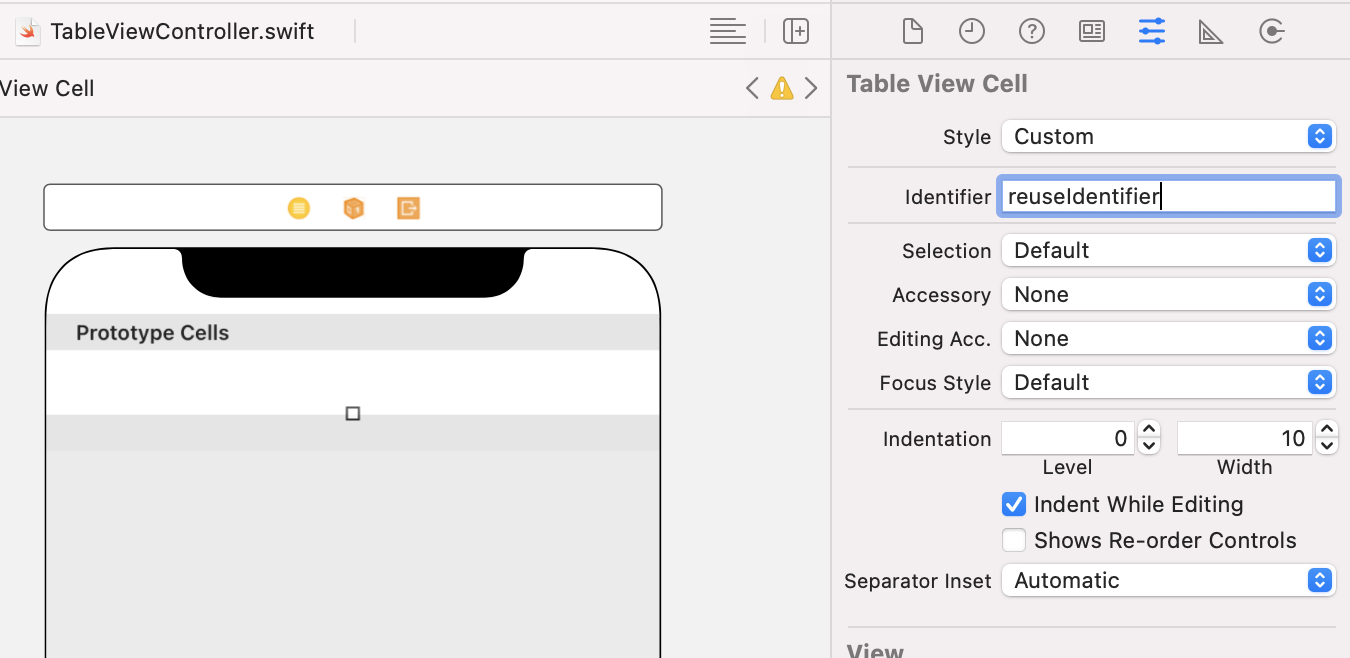 TableViewController.swift
View Cell
Prototype Cells
Table View Cell
Style Custom
Identifier reuseIdentifier
Selection Default
Accessory None
Editing Acc. None
Focus Style Default
Indentation 0 10
Level Width
Indent While Editing
Shows Re-order Controls
Separator Inset Automatic
View